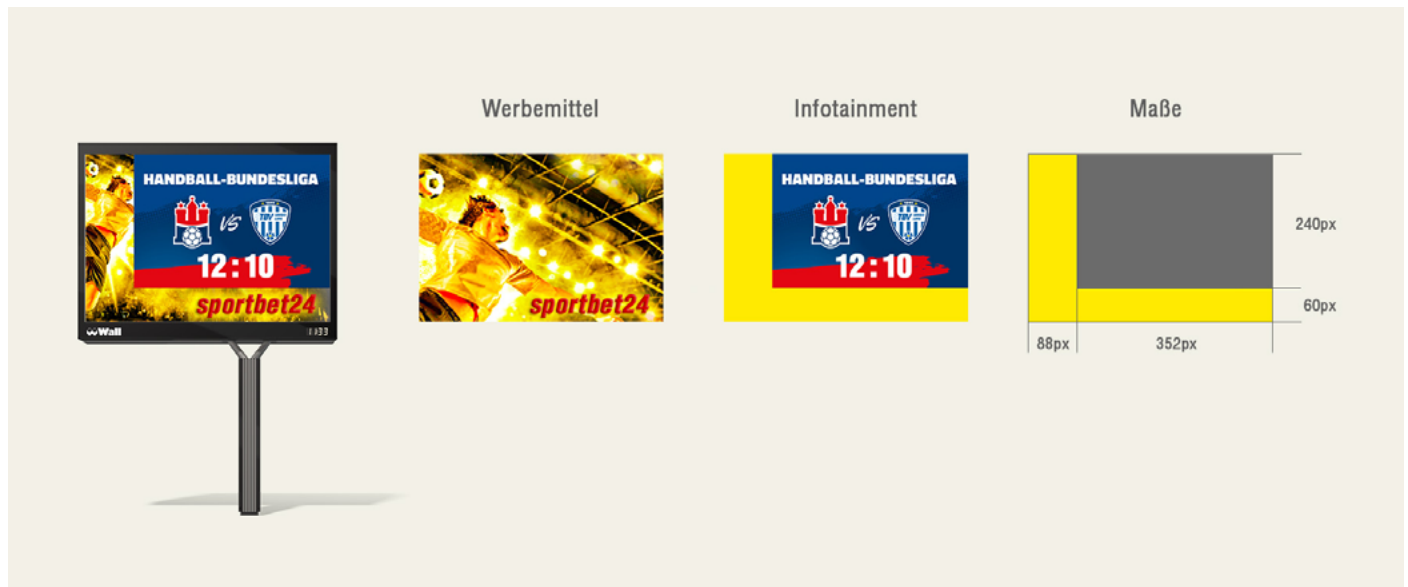 Werbemittel
Infotainment
Maße
HANDBALL-BUNDESLIGA
VS
12:10
sportbet24
Wall
sportbet24
HANDBALL-BUNDESLIGA
VS
12:10
240px
60px
88px
352px